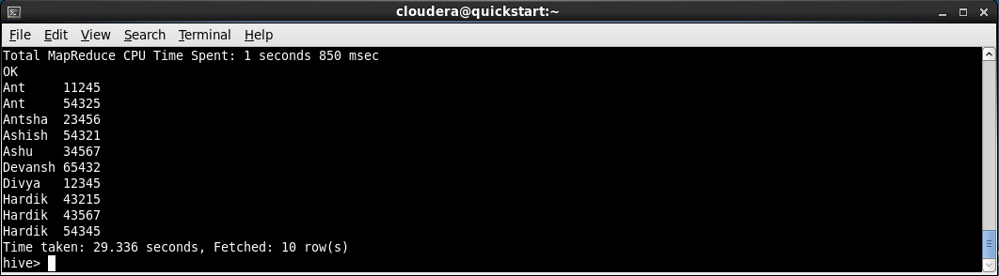 cloudera@quickstart:~
File Edit View Search Terminal Help
Total MapReduce CPU Time Spent: 1 seconds 850 msec
OK
Ant 11245
Ant 54325
Antsha 23456
Ashish 54321
Ashu 34567
Devansh 65432
Divya 12345
Hardik 43215
Hardik 43567
Hardik 54345
Time taken: 29.336 seconds, Fetched: 10 row(s)
hive>